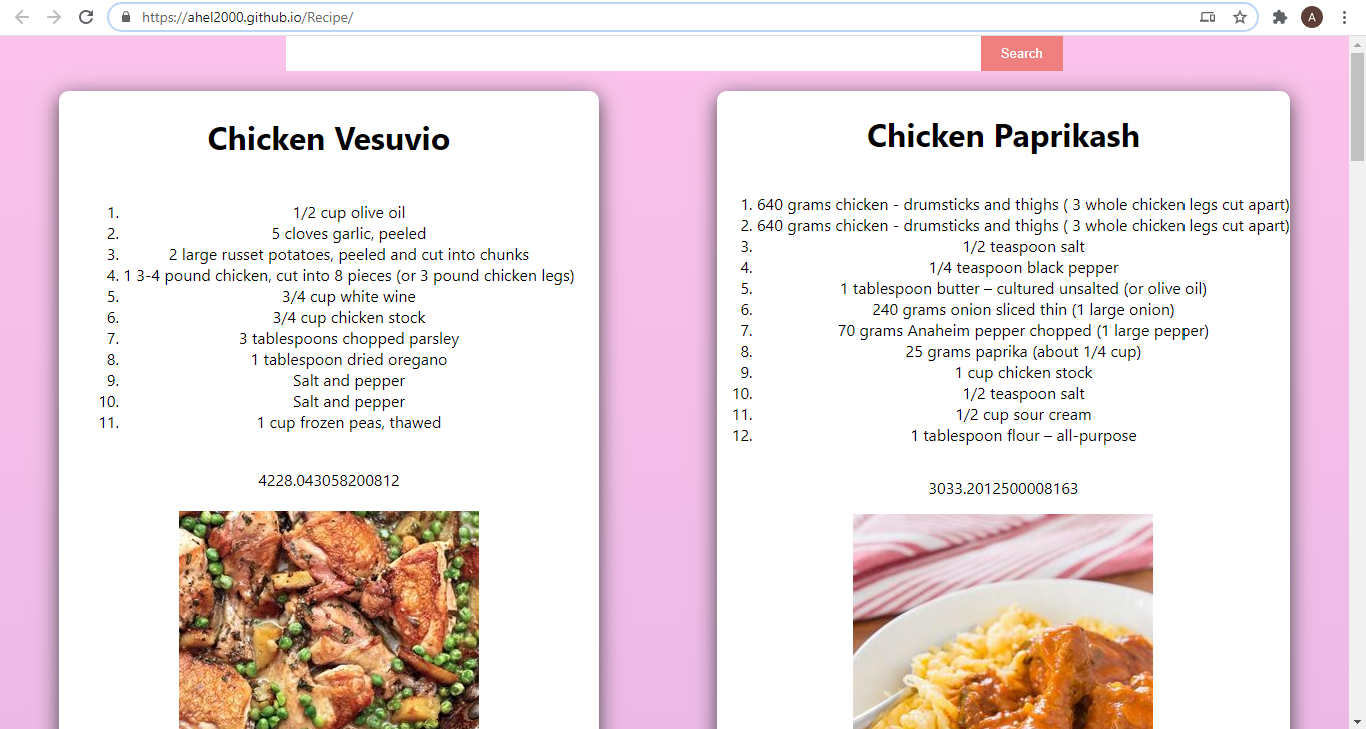 https://ahel2000.github.io/Recipe/
A
Search
Chicken Vesuvio
1. 1/2 cup olive oil
2. 5 cloves garlic, peeled
3. 2 large russet potatoes, peeled and cut into chunks
4. 1 3-4 pound chicken, cut into 8 pieces (or 3 pound chicken legs)
5. 3/4 cup white wine
6. 3/4 cup chicken stock
7. 3 tablespoons chopped parsley
8. 1 tablespoon dried oregano
9. Salt and pepper
10. Salt and pepper
11. 1 cup frozen peas, thawed
4228.043058200812
Chicken Paprikash
1. 640 grams chicken - drumsticks and thighs ( 3 whole chicken legs cut apart)
2. 640 grams chicken - drumsticks and thighs ( 3 whole chicken legs cut apart)
3. 1/2 teaspoon salt
4. 1/4 teaspoon black pepper
5. 1 tablespoon butter – cultured unsalted (or olive oil)
6. 240 grams onion sliced thin (1 large onion)
7. 70 grams Anaheim pepper chopped (1 large pepper)
8. 25 grams paprika (about 1/4 cup)
9. 1 cup chicken stock
10. 1/2 teaspoon salt
11. 1/2 cup sour cream
12. 1 tablespoon flour – all-purpose
3033.2012500008163